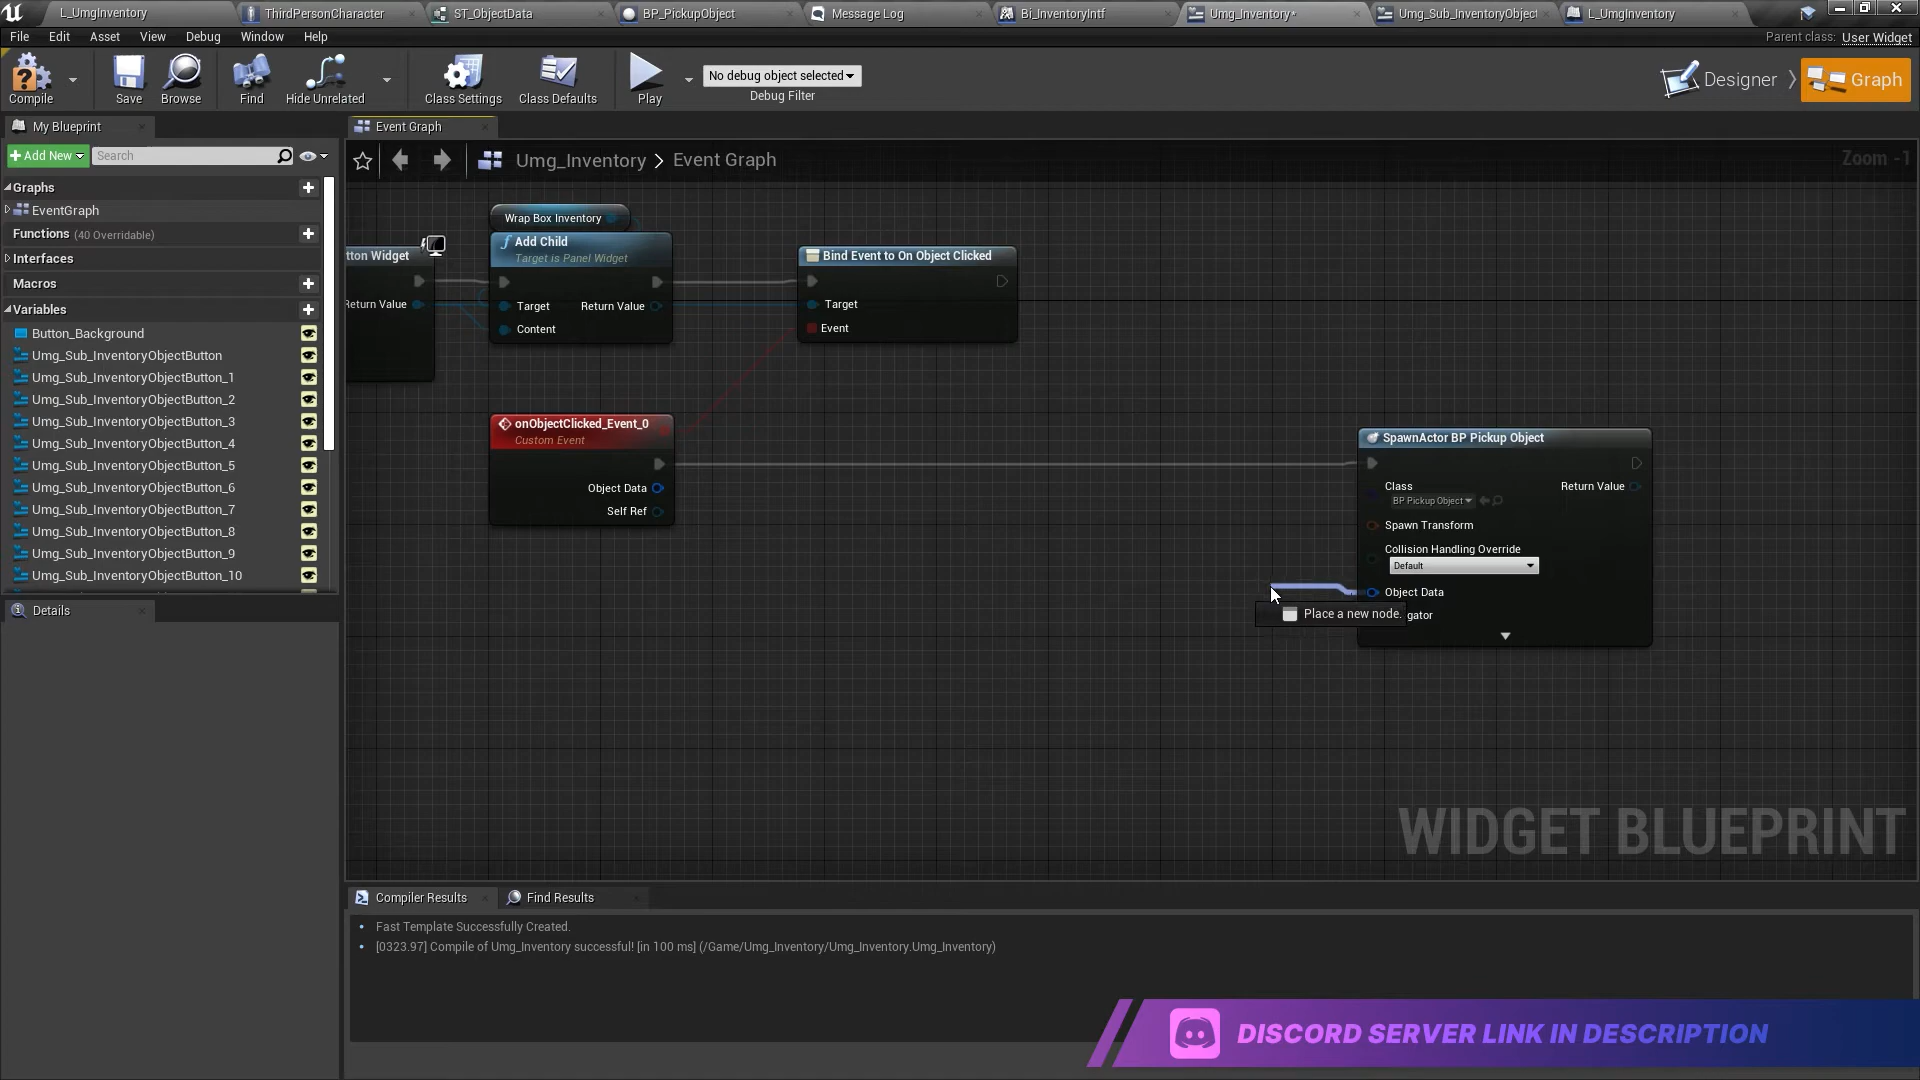 L_UmgInventory
ThirdPersonCharacter
ST_ObjectData
BP_PickupObject
Message Log
Bi_InventoryIntf
Umg_Inventory*
Umg_Sub_InventoryObject
L_UmgInventory
File Edit Asset View Debug Window Help
Parent class: User Widget
Compile
Save
Browse
Find
Hide Unrelated
Class Settings
Class Defaults
Play
No debug object selected
Debug Filter
Designer
Graph
My Blueprint
Event Graph
Add New
Search
Umg_Inventory > Event Graph
Zoom -1
Graphs
EventGraph
Functions (40 Overridable)
Interfaces
Macros
Variables
Button_Background
Umg_Sub_InventoryObjectButton
Umg_Sub_InventoryObjectButton_1
Umg_Sub_InventoryObjectButton_2
Umg_Sub_InventoryObjectButton_3
Umg_Sub_InventoryObjectButton_4
Umg_Sub_InventoryObjectButton_5
Umg_Sub_InventoryObjectButton_6
Umg_Sub_InventoryObjectButton_7
Umg_Sub_InventoryObjectButton_8
Umg_Sub_InventoryObjectButton_9
Umg_Sub_InventoryObjectButton_10
Details
tton Widget
Return Value
Wrap Box Inventory
Add Child
Target is Panel Widget
Target Return Value
Content
Bind Event to On Object Clicked
Target
Event
onObjectClicked_Event_0
Custom Event
Object Data
Self Ref
SpawnActor BP Pickup Object
Class Return Value
BP Pickup Object
Spawn Transform
Collision Handling Override
Default
Object Data
gator
Place a new node.
WIDGET BLUEPRINT
Compiler Results
Find Results
Fast Template Successfully Created.
[0323.97] Compile of Umg_Inventory successful! [in 100 ms] (/Game/Umg_Inventory/Umg_Inventory.Umg_Inventory)
DISCORD SERVER LINK IN DESCRIPTION